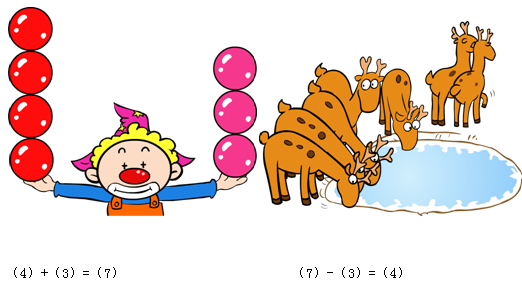 (4) + (3) = (7)
(7) - (3) = (4)